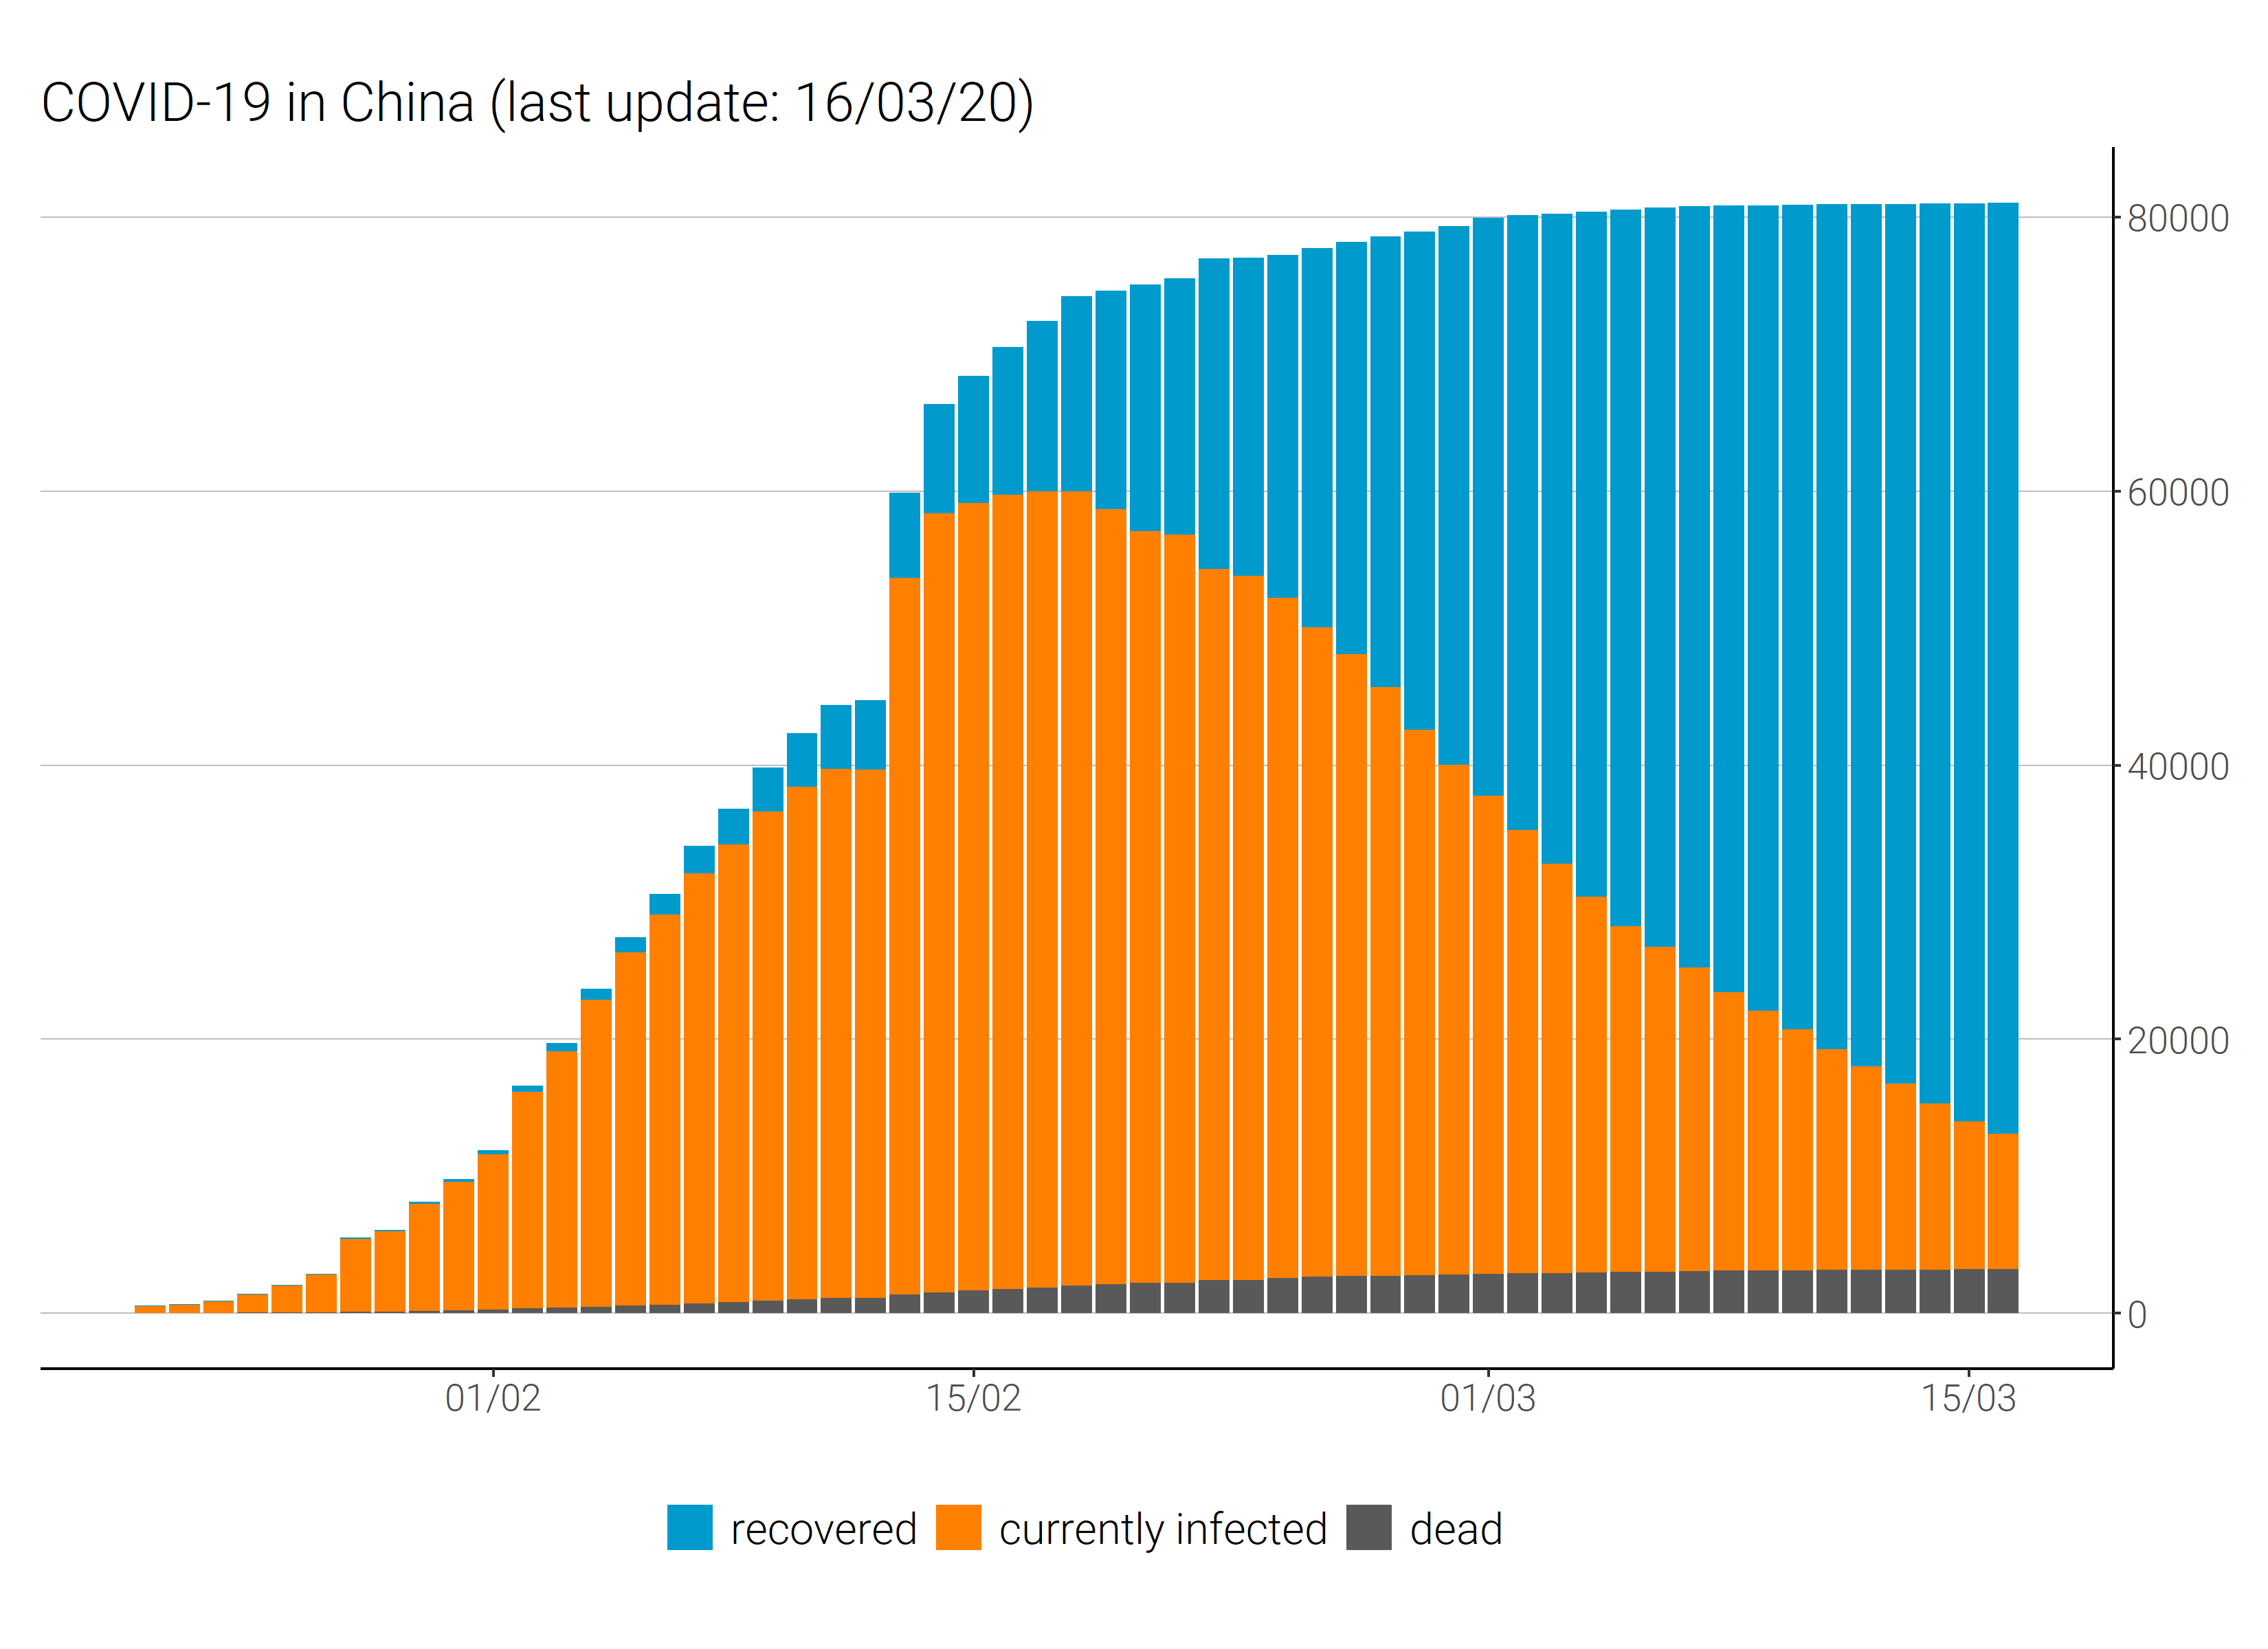 COVID-19 in China (last update: 16/03/20)
80000
60000
40000
20000
0
01/02 15/02 01/03 15/03
recovered currently infected dead